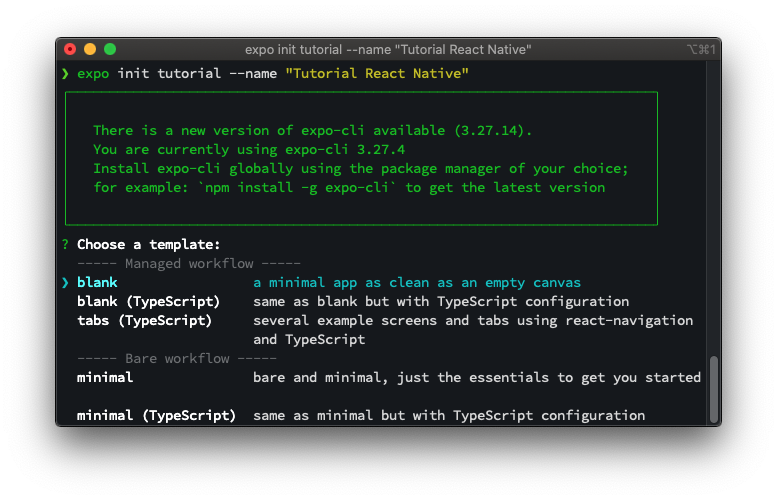 expo init tutorial --name "Tutorial React Native"
⌥⌘1
❯ expo init tutorial --name "Tutorial React Native"
There is a new version of expo-cli available (3.27.14).
You are currently using expo-cli 3.27.4
Install expo-cli globally using the package manager of your choice;
for example: `npm install -g expo-cli` to get the latest version
? Choose a template:
----- Managed workflow -----
❯ blank a minimal app as clean as an empty canvas
blank (TypeScript) same as blank but with TypeScript configuration
tabs (TypeScript) several example screens and tabs using react-navigation
and TypeScript
----- Bare workflow -----
minimal bare and minimal, just the essentials to get you started
minimal (TypeScript) same as minimal but with TypeScript configuration